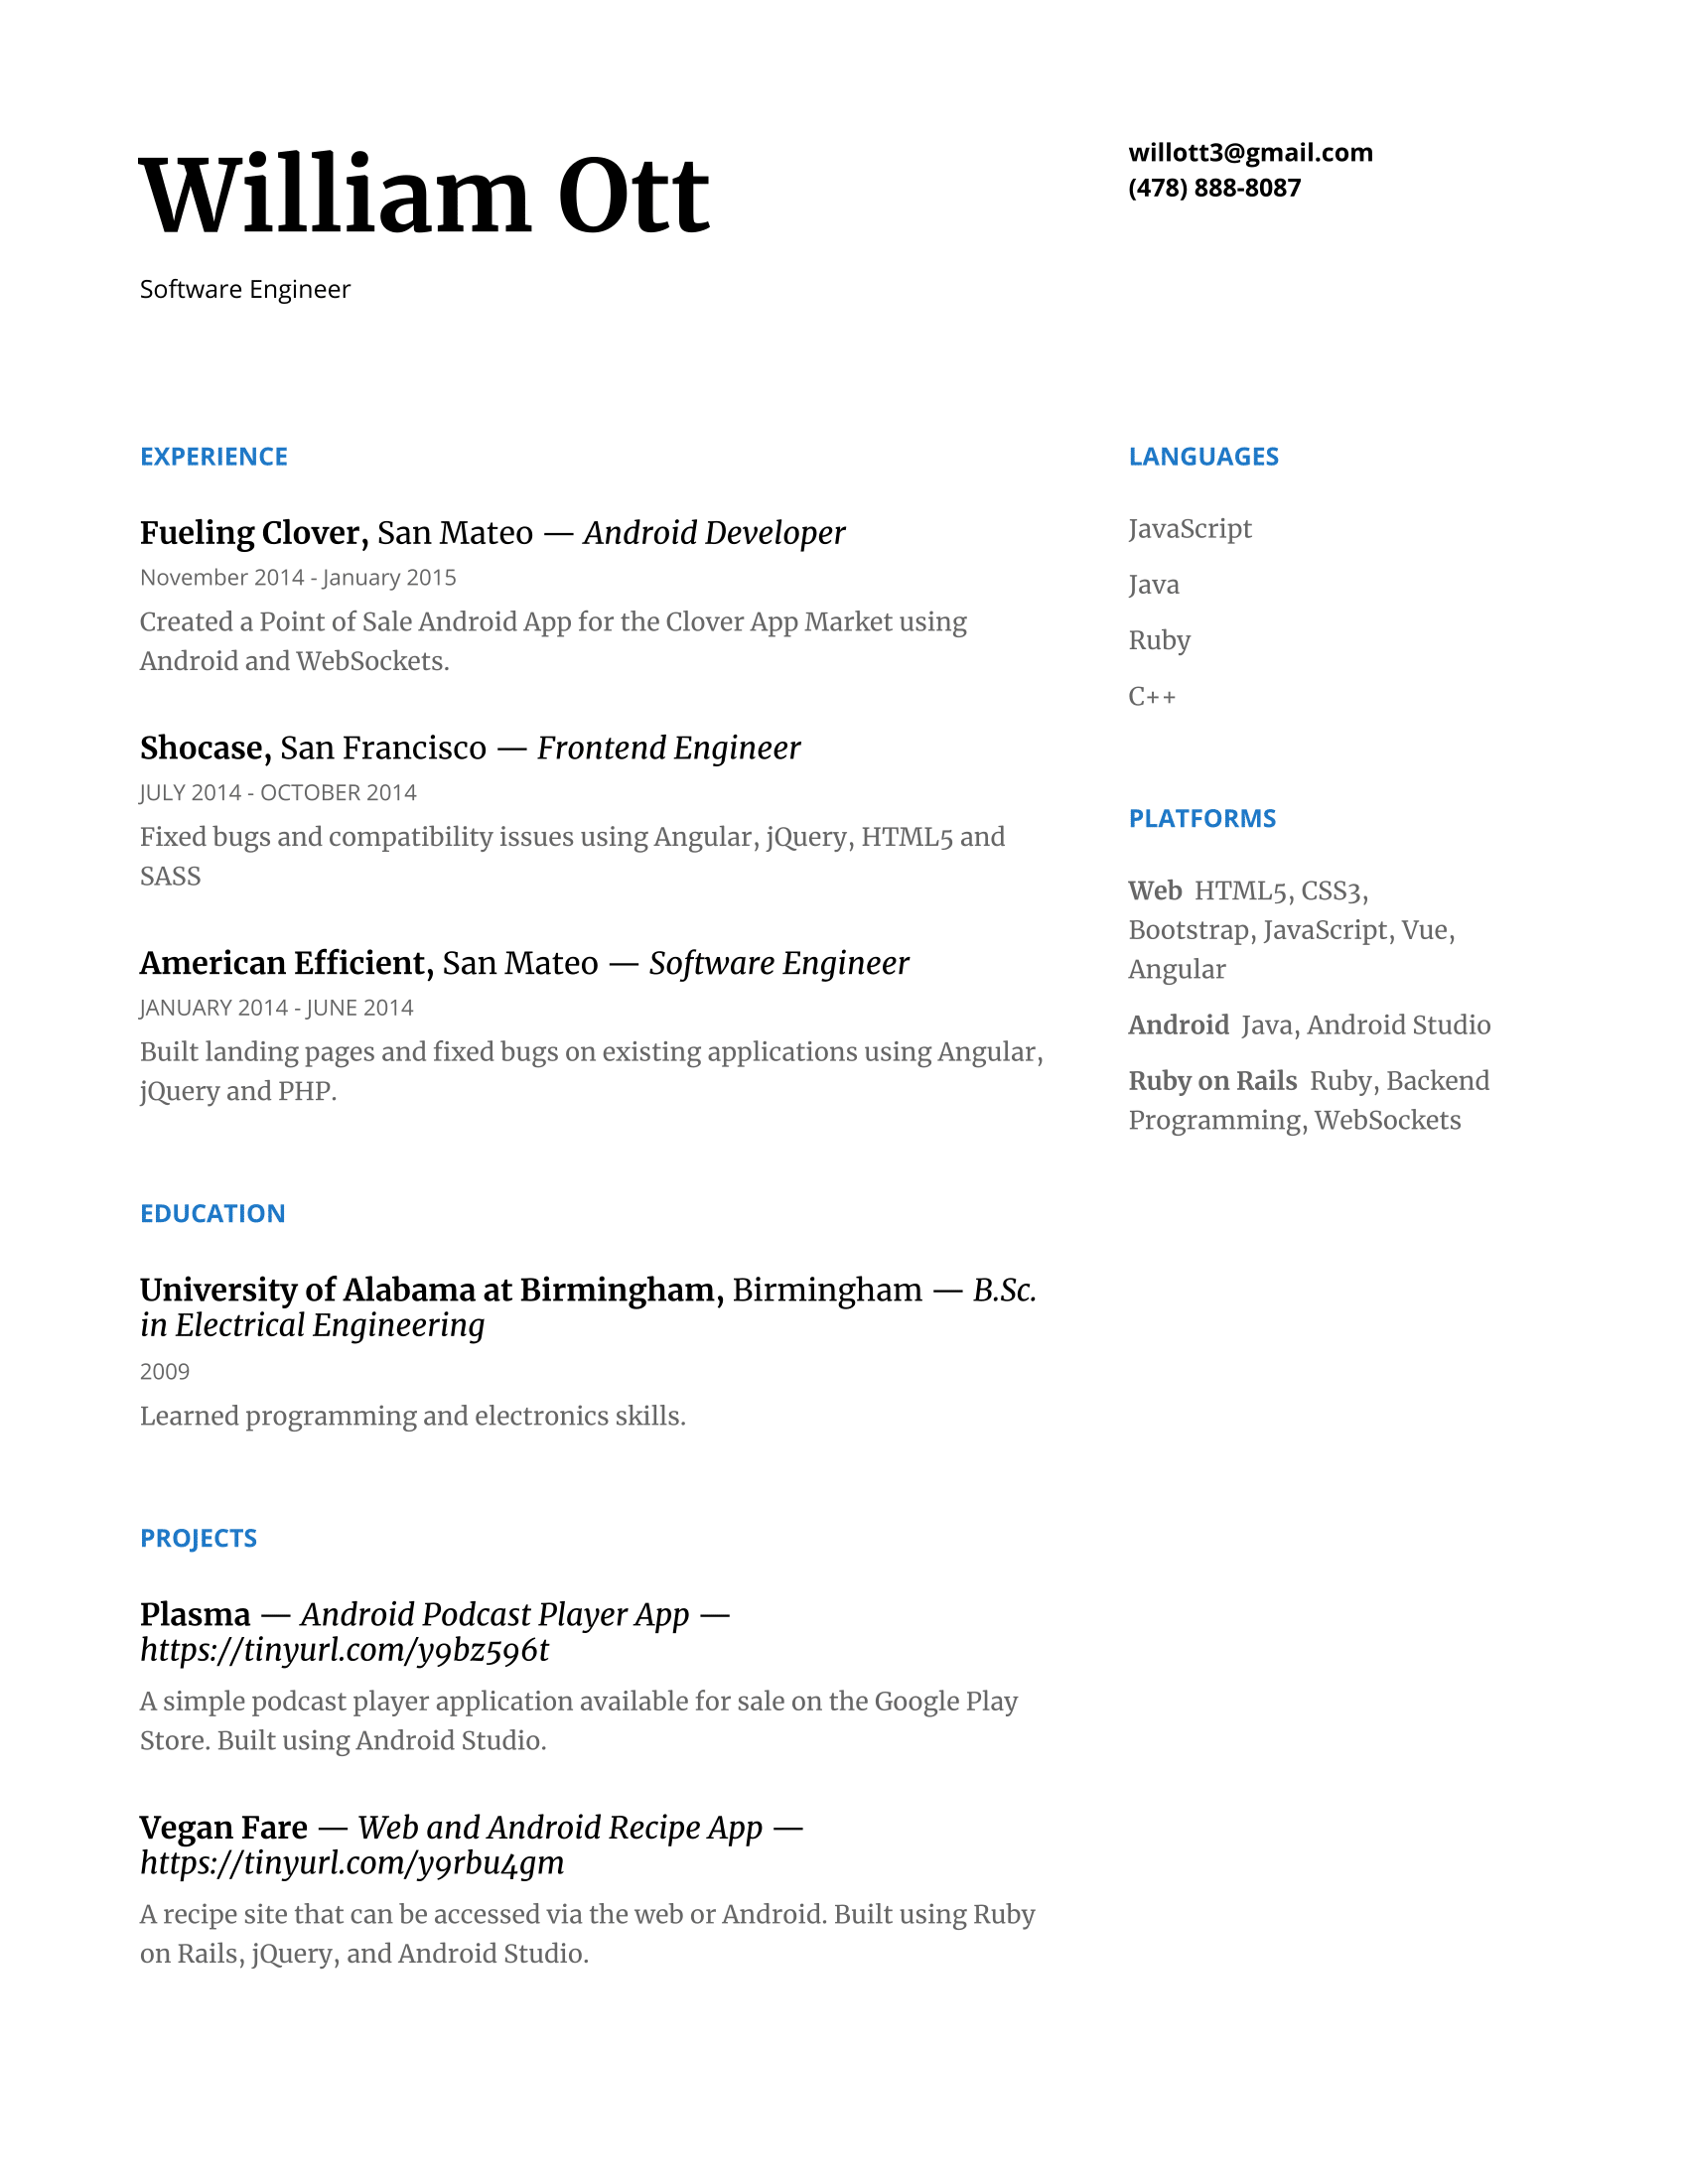 William Ott
Software Engineer
willott3@gmail.com
(478) 888-8087
EXPERIENCE
Fueling Clover, San Mateo — Android Developer
November 2014 - January 2015
Created a Point of Sale Android App for the Clover App Market using
Android and WebSockets.
Shocase, San Francisco — Frontend Engineer
JULY 2014 - OCTOBER 2014
Fixed bugs and compatibility issues using Angular, jQuery, HTML5 and
SASS
American Efficient, San Mateo — Software Engineer
JANUARY 2014 - JUNE 2014
Built landing pages and fixed bugs on existing applications using Angular,
jQuery and PHP.
EDUCATION
University of Alabama at Birmingham, Birmingham — B.Sc.
in Electrical Engineering
2009
Learned programming and electronics skills.
PROJECTS
Plasma — Android Podcast Player App —
https://tinyurl.com/y9bz596t
A simple podcast player application available for sale on the Google Play
Store. Built using Android Studio.
Vegan Fare — Web and Android Recipe App —
https://tinyurl.com/y9rbu4gm
A recipe site that can be accessed via the web or Android. Built using Ruby
on Rails, jQuery, and Android Studio.
LANGUAGES
JavaScript
Java
Ruby
C++
PLATFORMS
Web HTML5, CSS3,
Bootstrap, JavaScript, Vue,
Angular
Android Java, Android Studio
Ruby on Rails Ruby, Backend
Programming, WebSockets